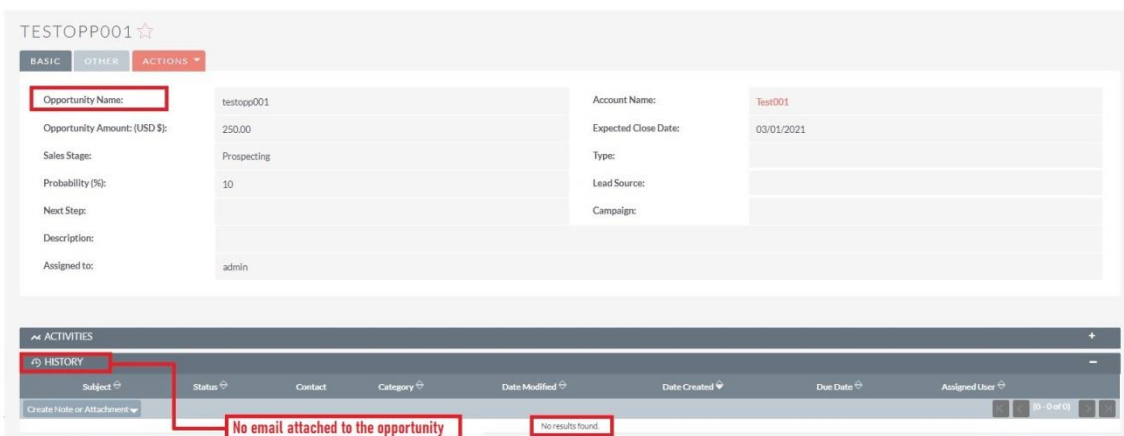 TESTOPP001
BASIC OTHER ACTIONS
Opportunity Name: testopp001 Account Name: Test001
Opportunity Amount: (USD $): 250.00 Expected Close Date: 03/01/2021
Sales Stage: Prospecting Type:
Probability (%): 10 Lead Source:
Next Step: Campaign:
Description:
Assigned to: admin
ACTIVITIES +
HISTORY –
Subject Status Contact Category Date Modified Date Created Due Date Assigned User
Create Note or Attachment (0 - 0 of 0)
No email attached to the opportunity No results found.